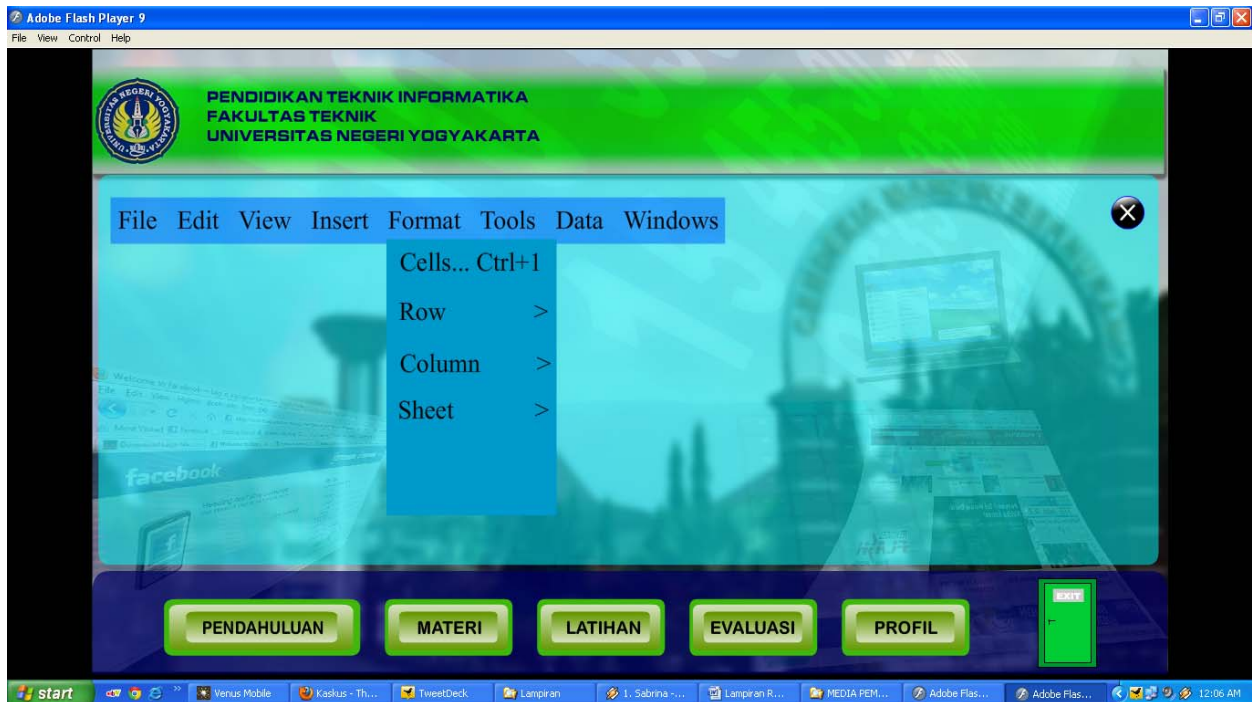 Adobe Flash Player 9
File View Control Help
PENDIDIKAN TEKNIK INFORMATIKA
FAKULTAS TEKNIK
UNIVERSITAS NEGERI YOGYAKARTA
File Edit View Insert Format Tools Data Windows
Cells... Ctrl+1
Row >
Column >
Sheet >
facebook
PENDAHULUAN MATERI LATIHAN EVALUASI PROFIL
EXIT
start » Venus Mobile Kaskus - Th... TweetDeck Lampiran 1. Sabrina -... Lampiran R... MEDIA PEM... Adobe Flas... Adobe Flas... 12:06 AM